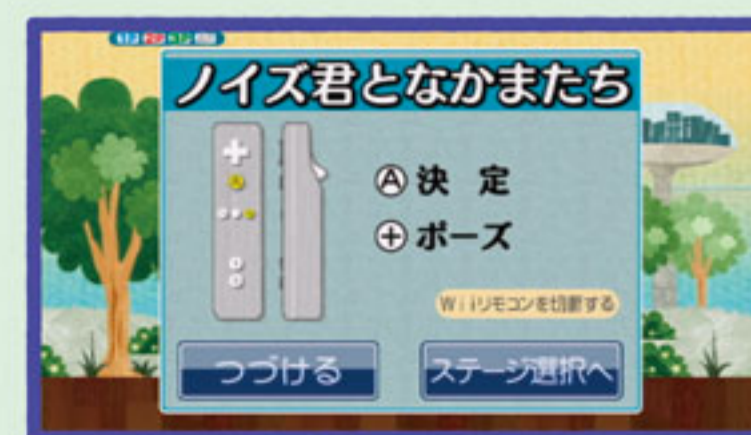 ノイズ君となかまたち
Ⓐ 決 定
⊕ ポーズ
Wiiリモコンを切断する
つづける
ステージ選択へ